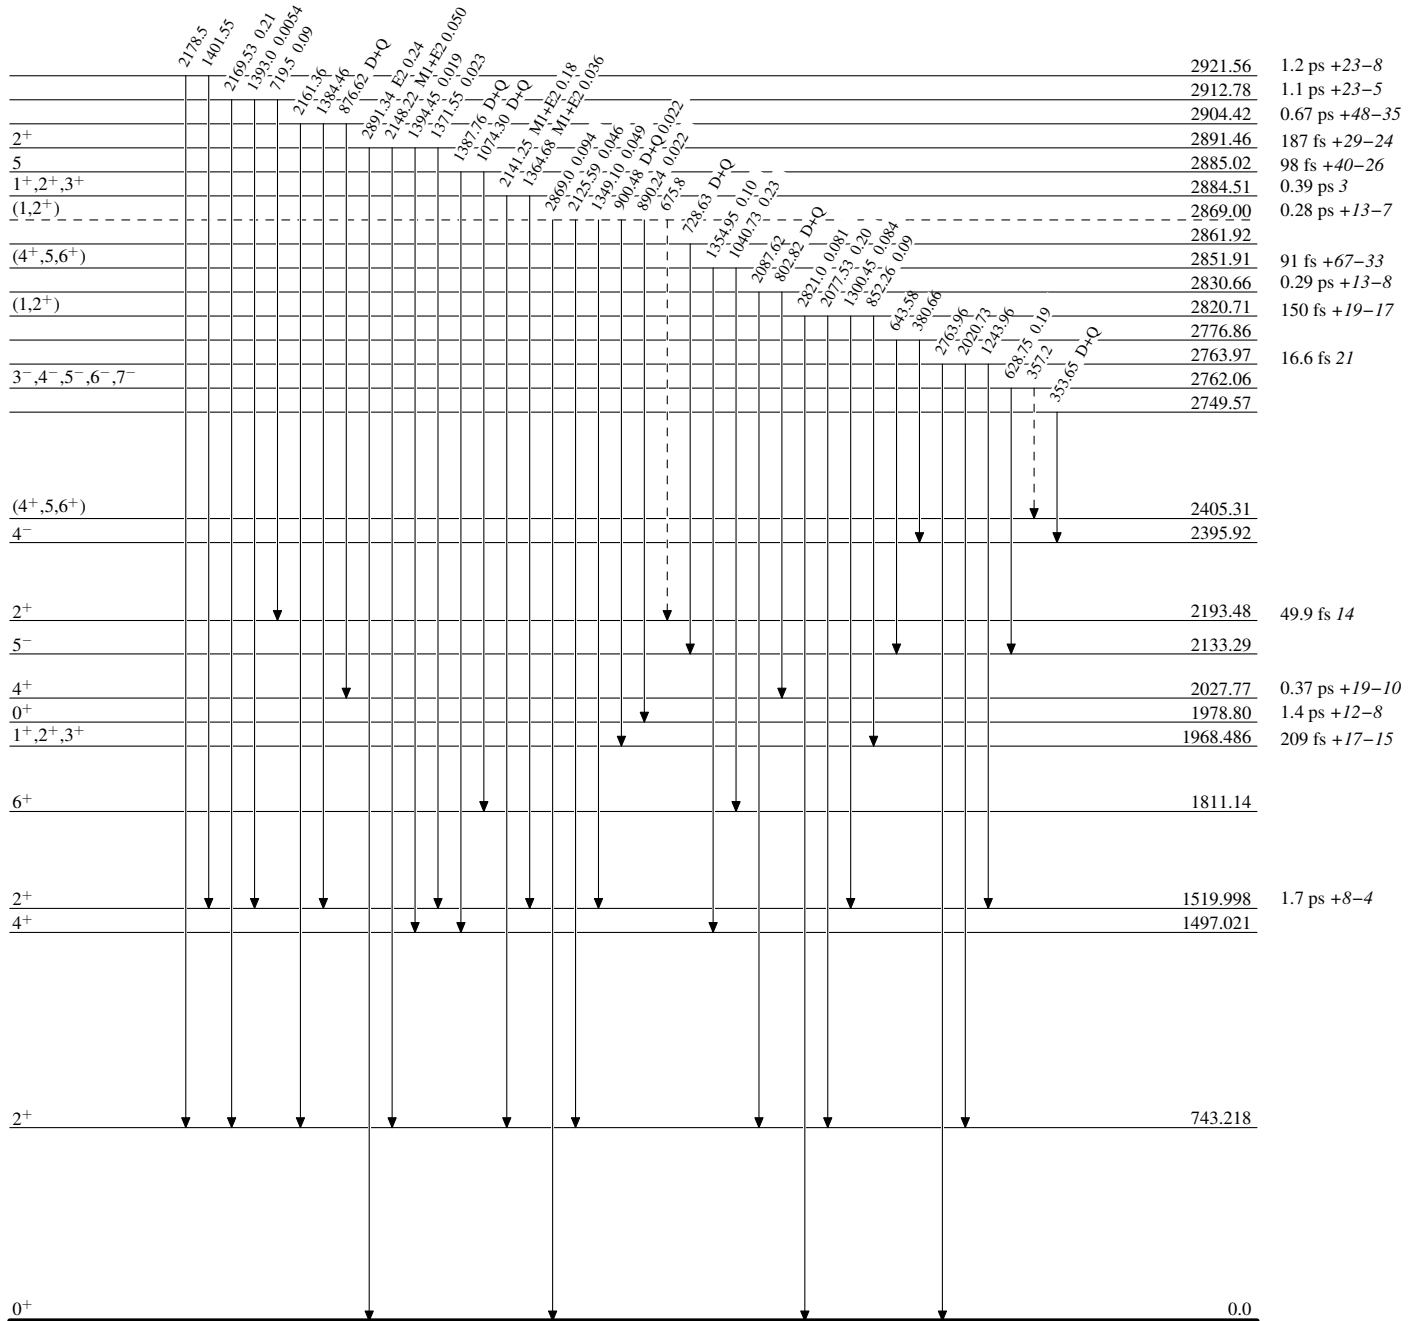 2178.5
1401.55
2169.53 0.21
1393.0 0.0054
719.5 0.09
2161.36
1384.46
876.62 D+Q
2891.34 E2 0.24
2148.22 M1+E2 0.050
1394.45 0.019
1371.55 0.023
1387.76 D+Q
1074.30 D+Q
2141.25 M1+E2 0.18
1364.68 M1+E2 0.036
2869.0 0.094
2125.59 0.046
1349.10 0.049
900.48 D+Q 0.022
890.24 0.022
675.8
728.63 D+Q
1354.95 0.10
1040.73 0.23
2087.62
802.82 D+Q
2821.0 0.081
2077.53 0.20
1300.45 0.084
852.26 0.09
643.58
380.66
2763.96
2020.73
1243.96
628.75 0.19
357.2
353.65 D+Q
2921.56 1.2 ps +23−8
2912.78 1.1 ps +23−5
2904.42 0.67 ps +48−35
2⁺ 2891.46 187 fs +29−24
5 2885.02 98 fs +40−26
1⁺,2⁺,3⁺ 2884.51 0.39 ps 3
(1,2⁺) 2869.00 0.28 ps +13−7
2861.92
(4⁺,5,6⁺) 2851.91 91 fs +67−33
2830.66 0.29 ps +13−8
(1,2⁺) 2820.71 150 fs +19−17
2776.86
2763.97 16.6 fs 21
3⁻,4⁻,5⁻,6⁻,7⁻ 2762.06
2749.57
(4⁺,5,6⁺) 2405.31
4⁻ 2395.92
2⁺ 2193.48 49.9 fs 14
5⁻ 2133.29
4⁺ 2027.77 0.37 ps +19−10
0⁺ 1978.80 1.4 ps +12−8
1⁺,2⁺,3⁺ 1968.486 209 fs +17−15
6⁺ 1811.14
2⁺ 1519.998 1.7 ps +8−4
4⁺ 1497.021
2⁺ 743.218
0⁺ 0.0